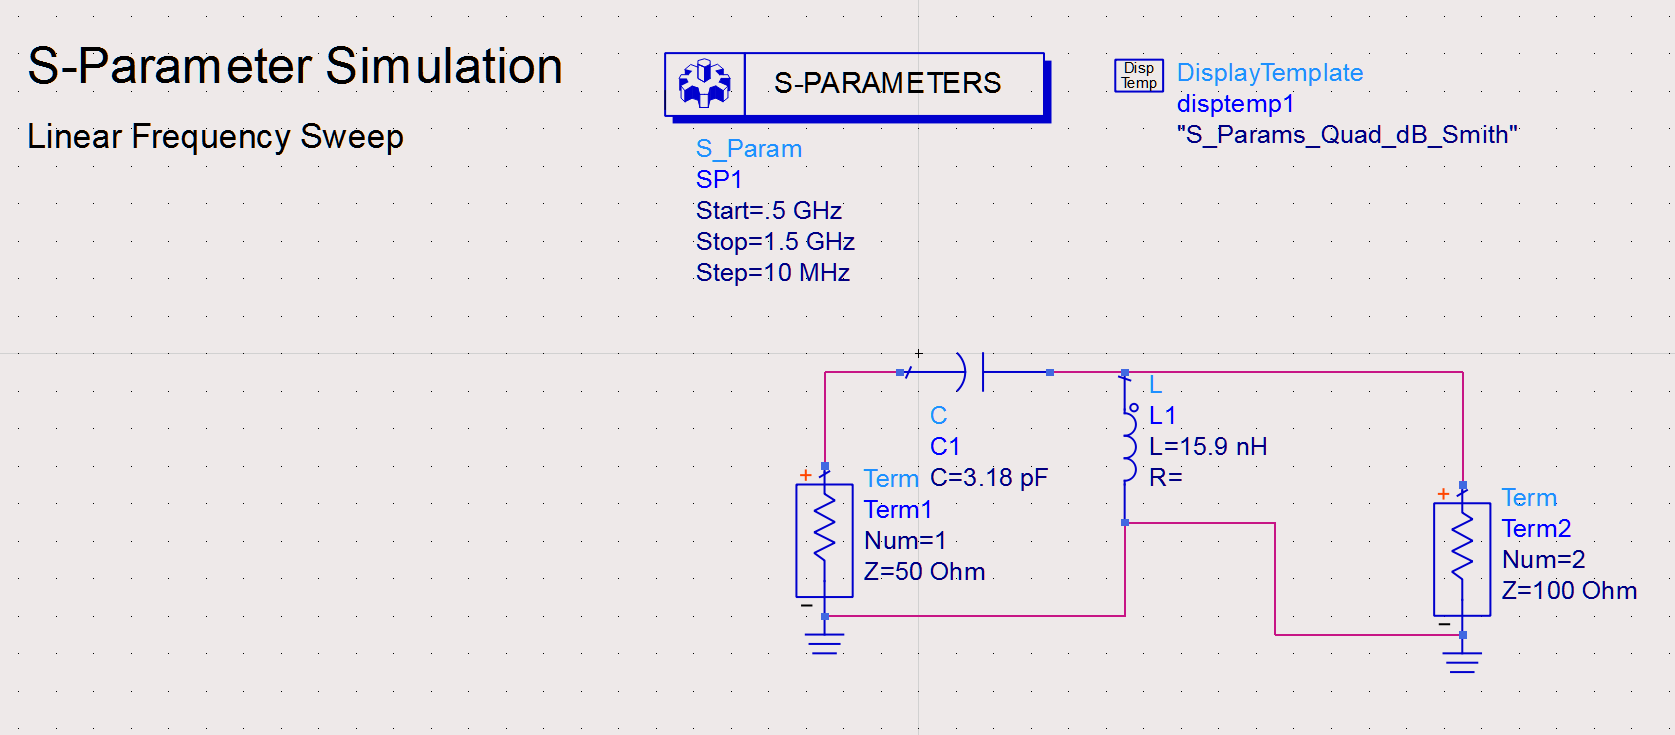 S-Parameter Simulation
Linear Frequency Sweep
S-PARAMETERS
S_Param
SP1
Start=.5 GHz
Stop=1.5 GHz
Step=10 MHz
Disp
Temp
DisplayTemplate
disptemp1
"S_Params_Quad_dB_Smith"
C
C1
C=3.18 pF
L
L1
L=15.9 nH
R=
+
Term
Term1
Num=1
Z=50 Ohm
−
+
Term
Term2
Num=2
Z=100 Ohm
−